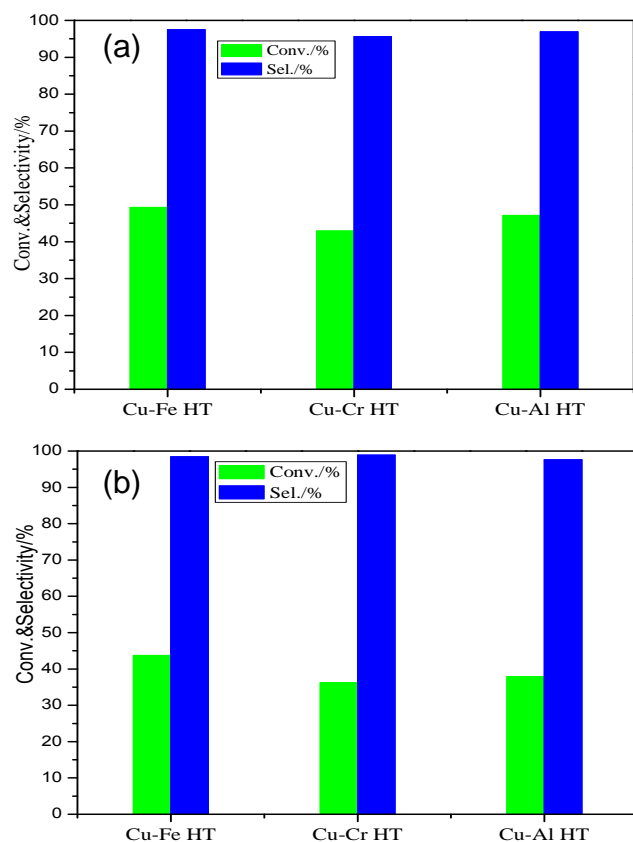 (a)
Conv./%
Sel./%
Conv.&Selectivity/%
100
90
80
70
60
50
40
30
20
10
0
Cu-Fe HT Cu-Cr HT Cu-Al HT
(b)
Conv./%
Sel./%
Conv.&Selectivity/%
100
90
80
70
60
50
40
30
20
10
0
Cu-Fe HT Cu-Cr HT Cu-Al HT